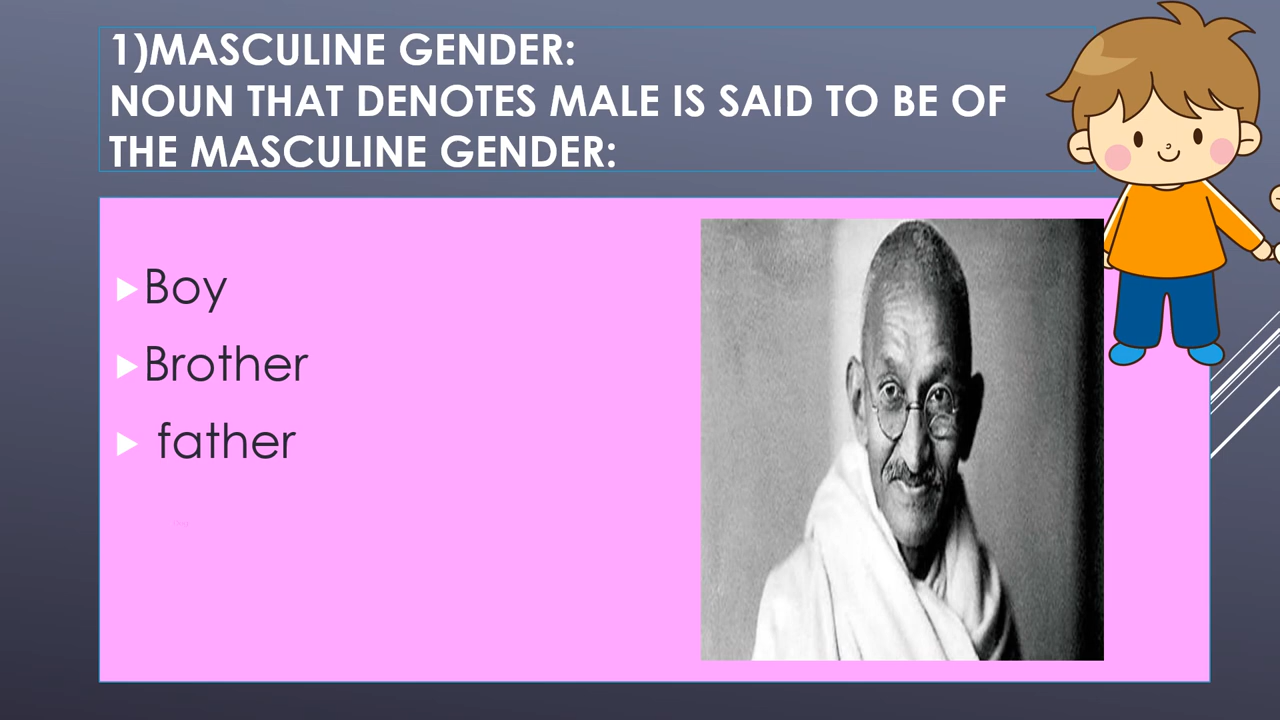 1)MASCULINE GENDER:
NOUN THAT DENOTES MALE IS SAID TO BE OF
THE MASCULINE GENDER:
Boy
Brother
father